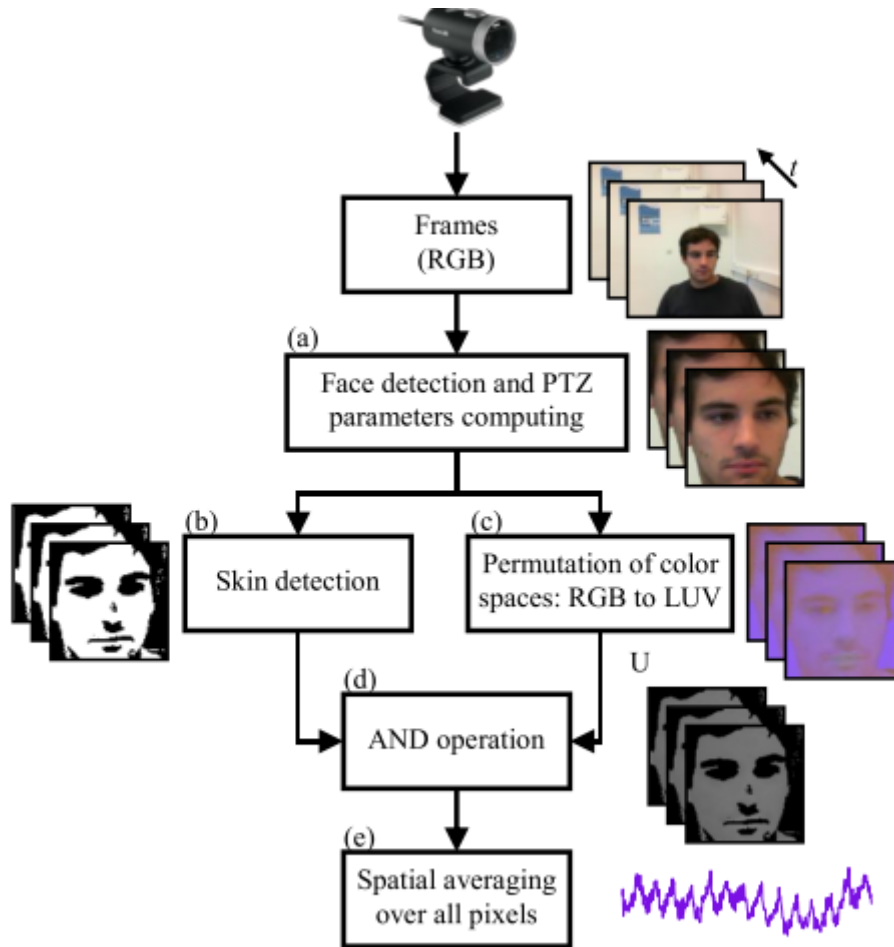 t
Frames
(RGB)
(a)
Face detection and PTZ
parameters computing
(b)
Skin detection
(c)
Permutation of color
spaces: RGB to LUV
U
(d)
AND operation
(e)
Spatial averaging
over all pixels